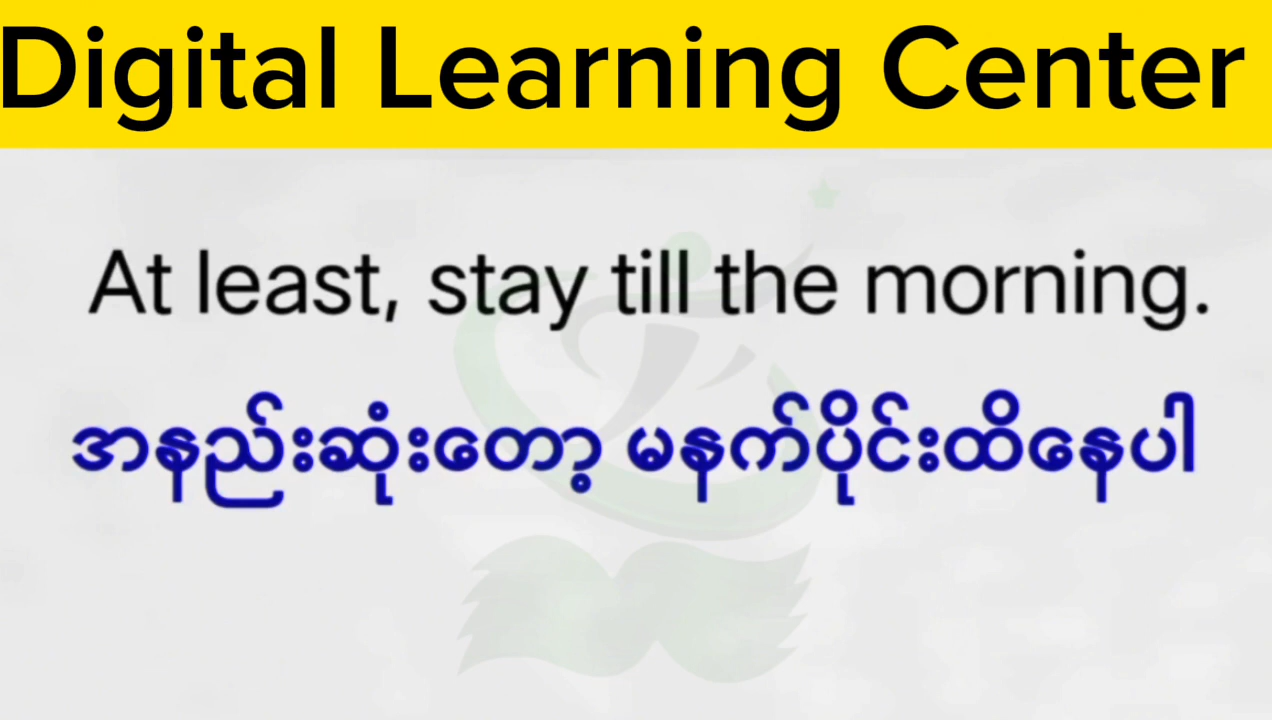 Digital Learning Center
At least, stay till the morning.
အနည်းဆုံးတော့ မနက်ပိုင်းထိနေပါ